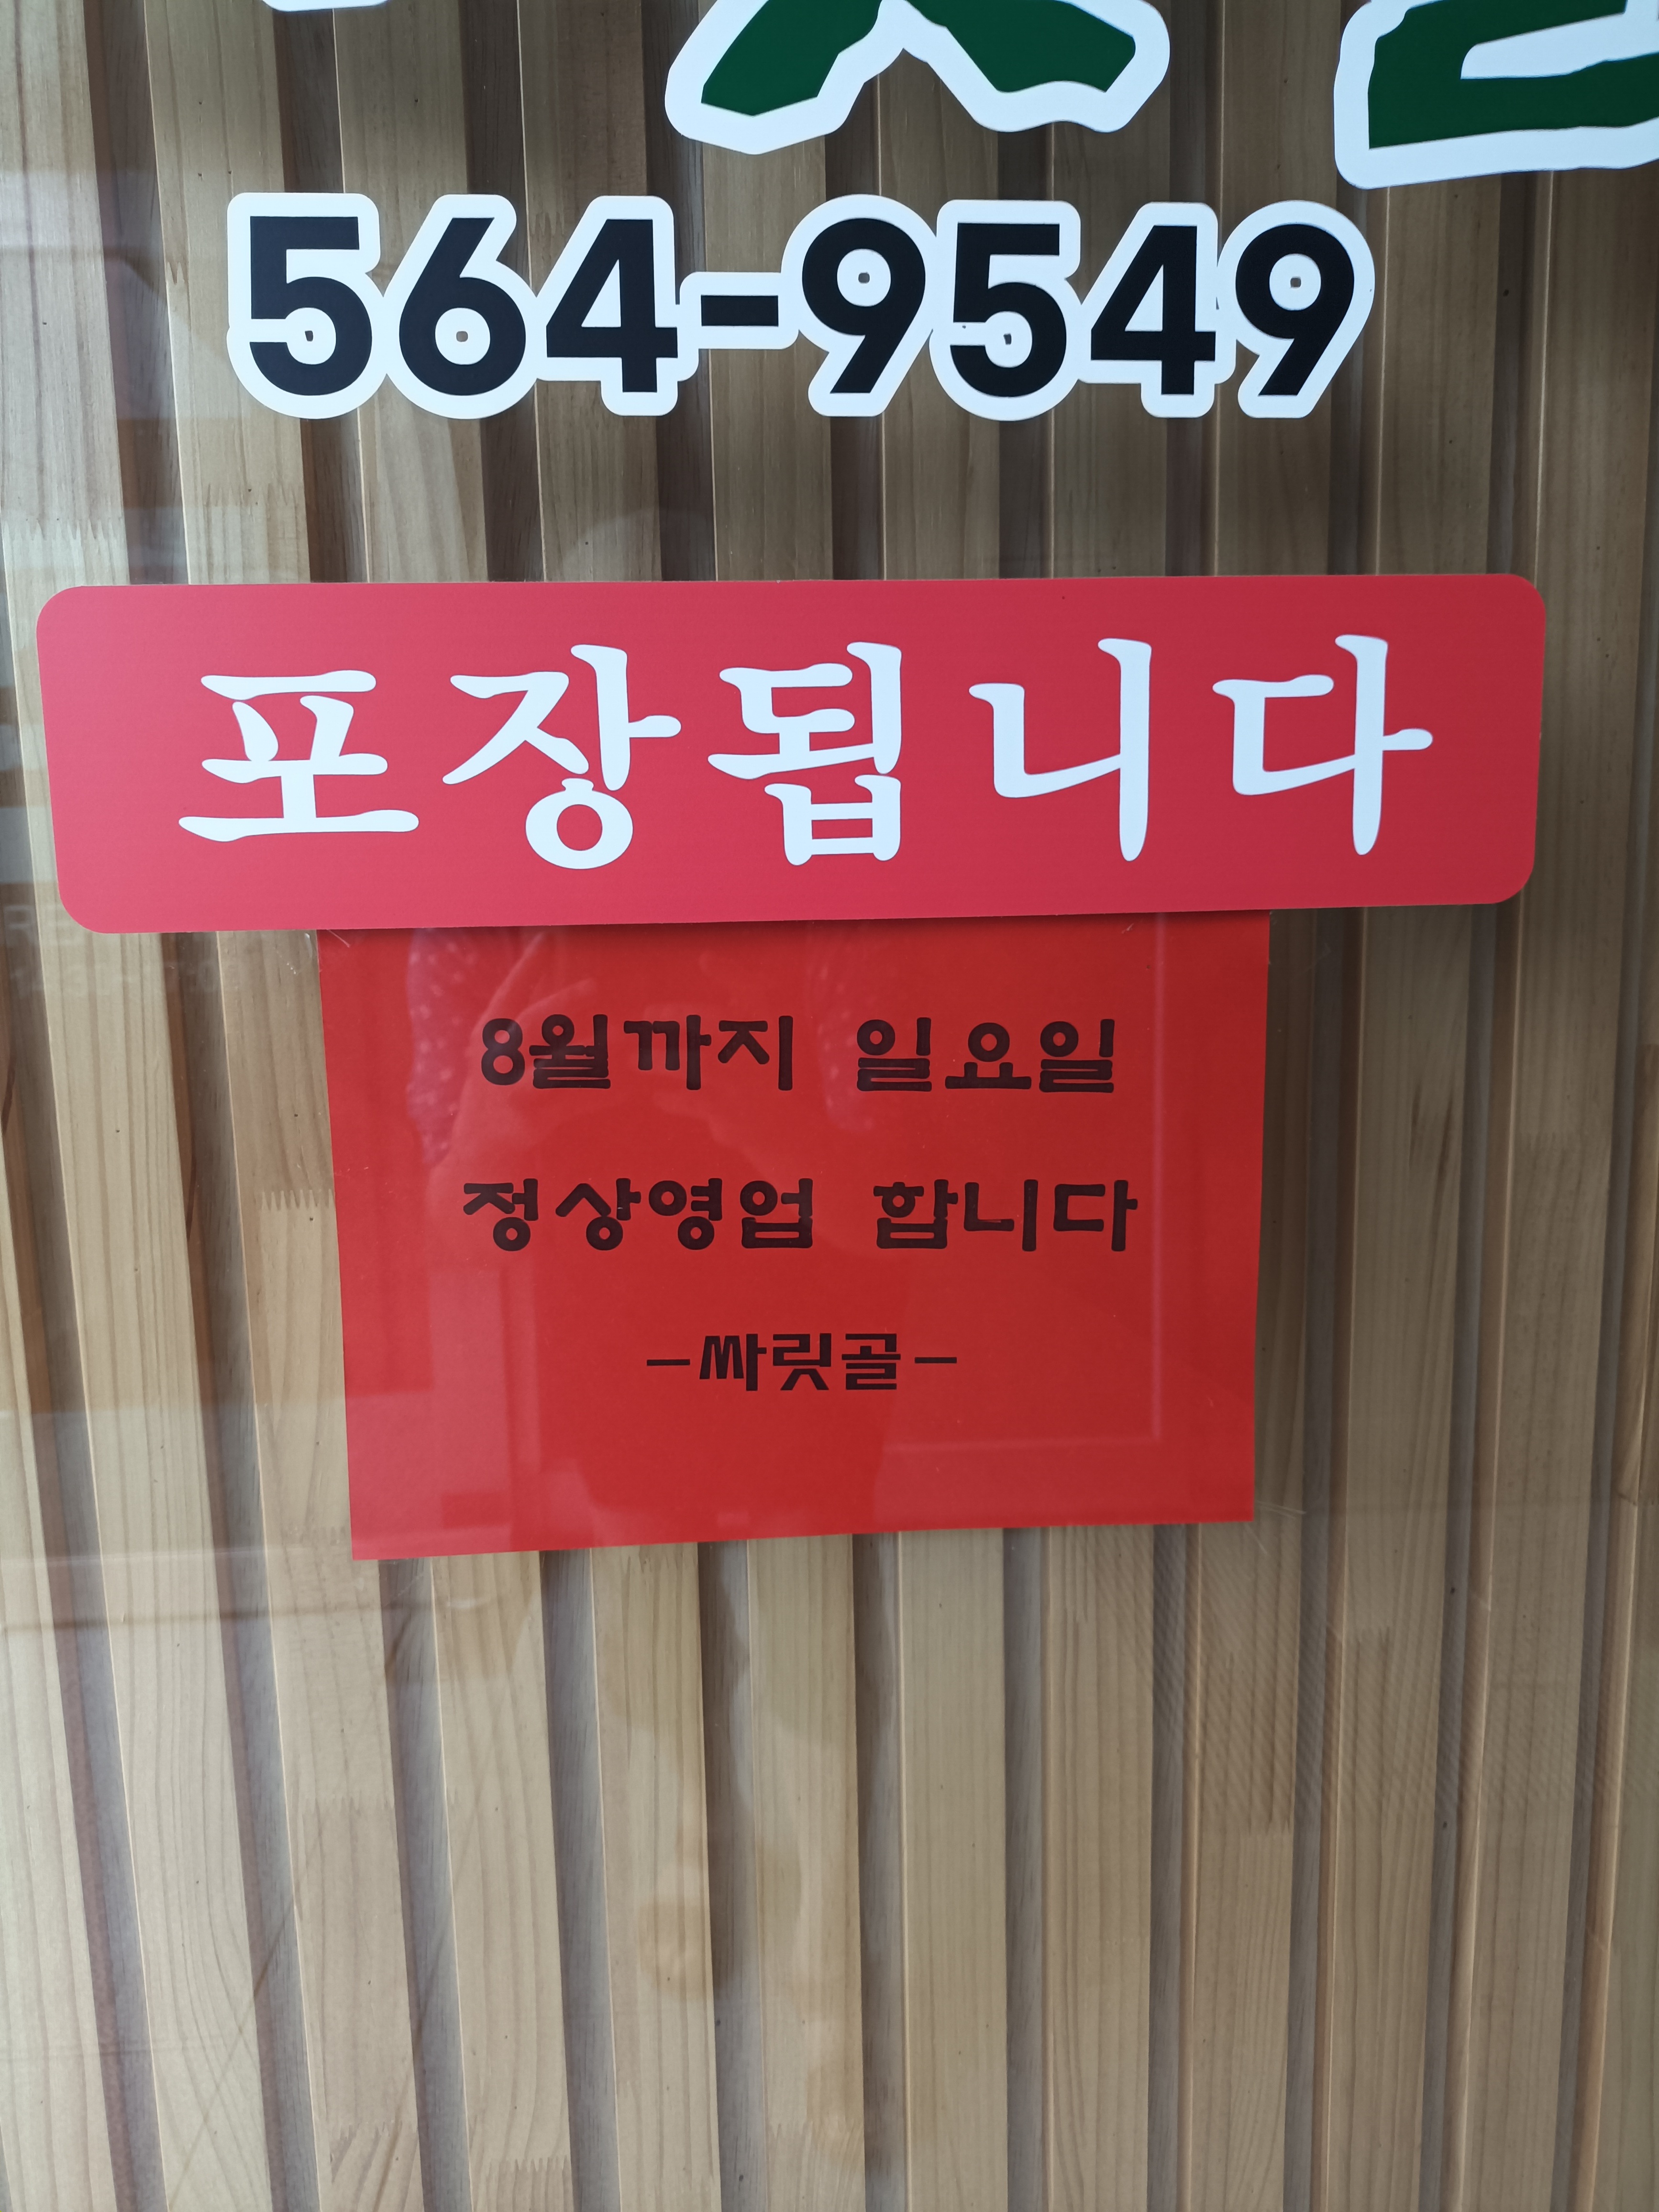 564-9549
포장됩니다
8월까지 일요일
정상영업 합니다
-싸릿골-